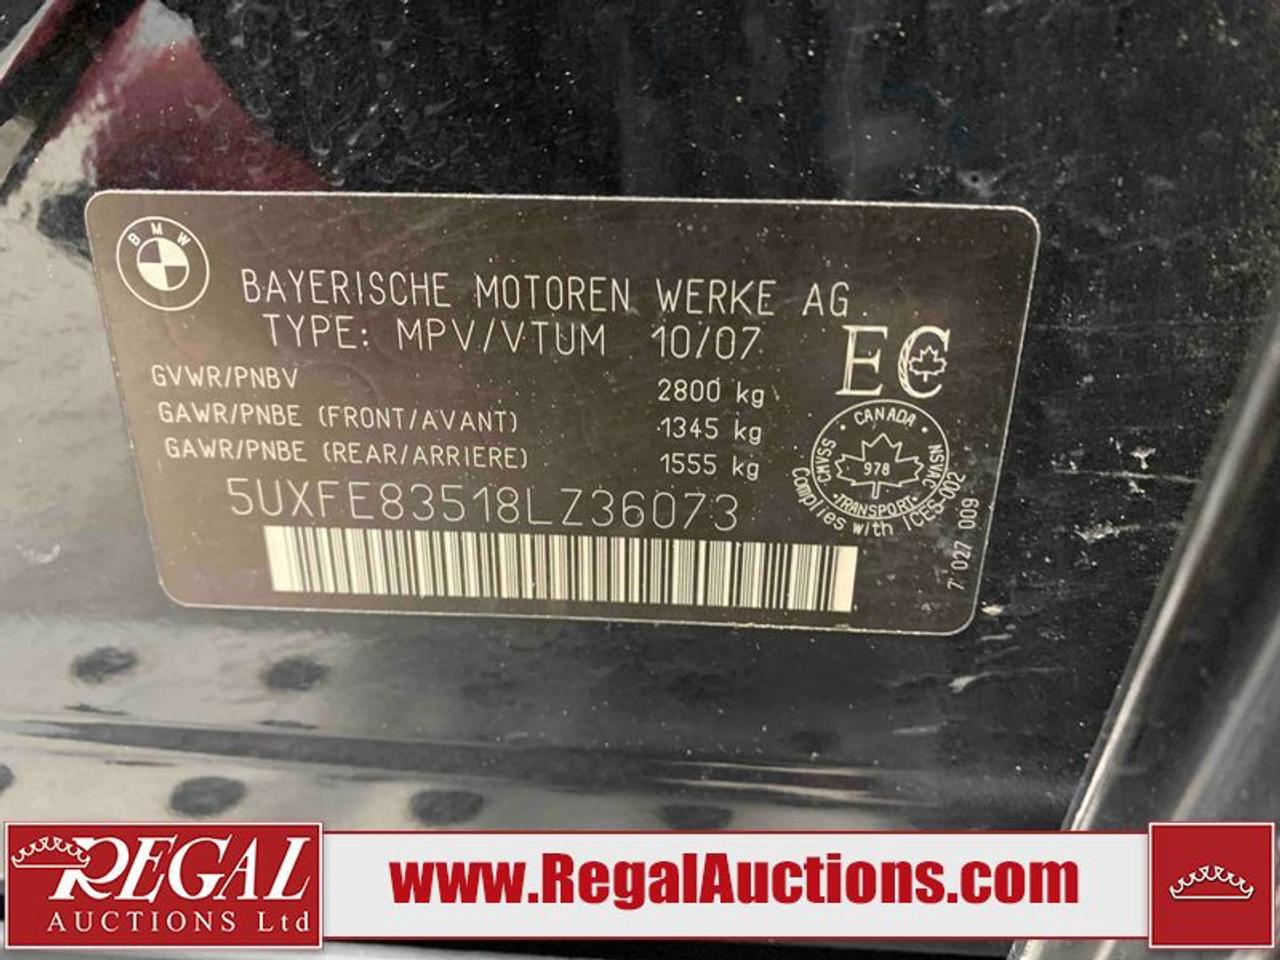 BMW
BAYERISCHE MOTOREN WERKE AG
TYPE: MPV/VTUM 10/07
EC
GVWR/PNBV 2800 kg
GAWR/PNBE (FRONT/AVANT) 1345 kg
GAWR/PNBE (REAR/ARRIERE) 1555 kg
CANADA
CMVSS 978 NSVAC
TRANSPORT
Complies with ICES-002
5UXFE83518LZ36073
7 027 009
REGAL
AUCTIONS Ltd
www.RegalAuctions.com